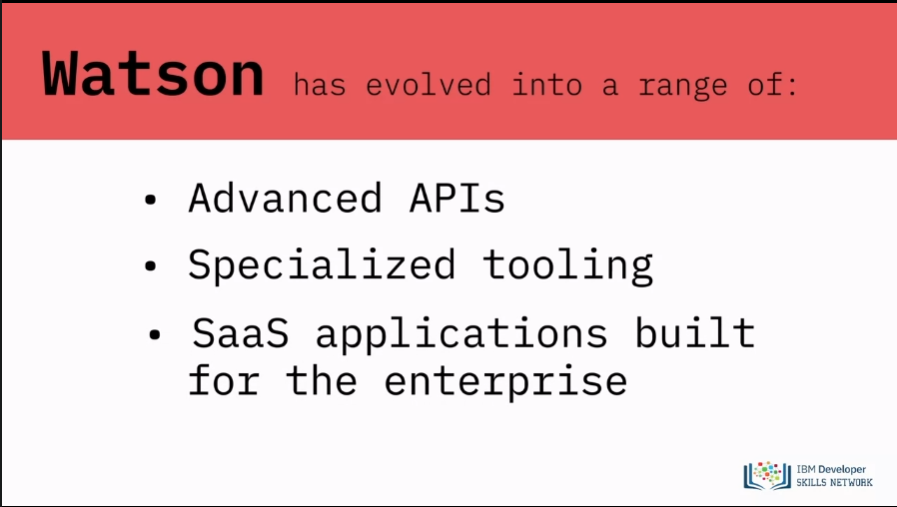 Watson has evolved into a range of:
• Advanced APIs
• Specialized tooling
• SaaS applications built
for the enterprise
IBM Developer
SKILLS NETWORK